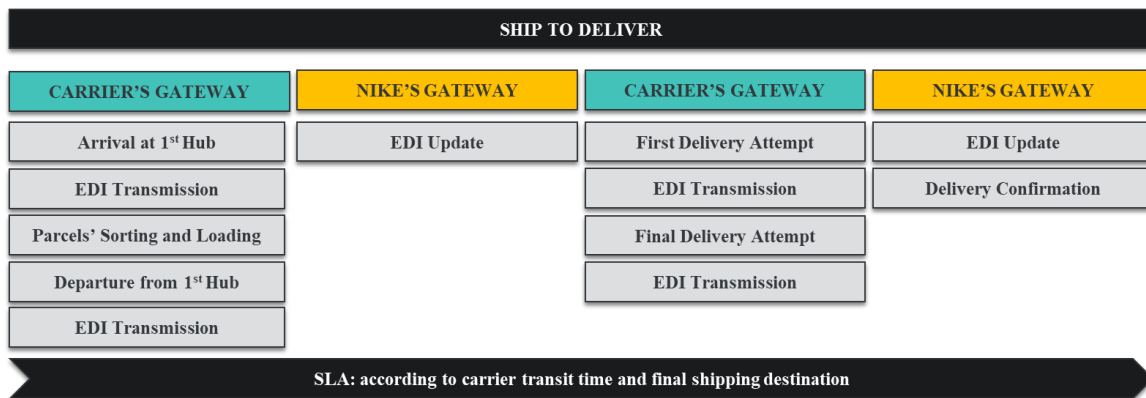 SHIP TO DELIVER
CARRIER’S GATEWAY
Arrival at 1st Hub
EDI Transmission
Parcels’ Sorting and Loading
Departure from 1st Hub
EDI Transmission
NIKE’S GATEWAY
EDI Update
CARRIER’S GATEWAY
First Delivery Attempt
EDI Transmission
Final Delivery Attempt
EDI Transmission
NIKE’S GATEWAY
EDI Update
Delivery Confirmation
SLA: according to carrier transit time and final shipping destination